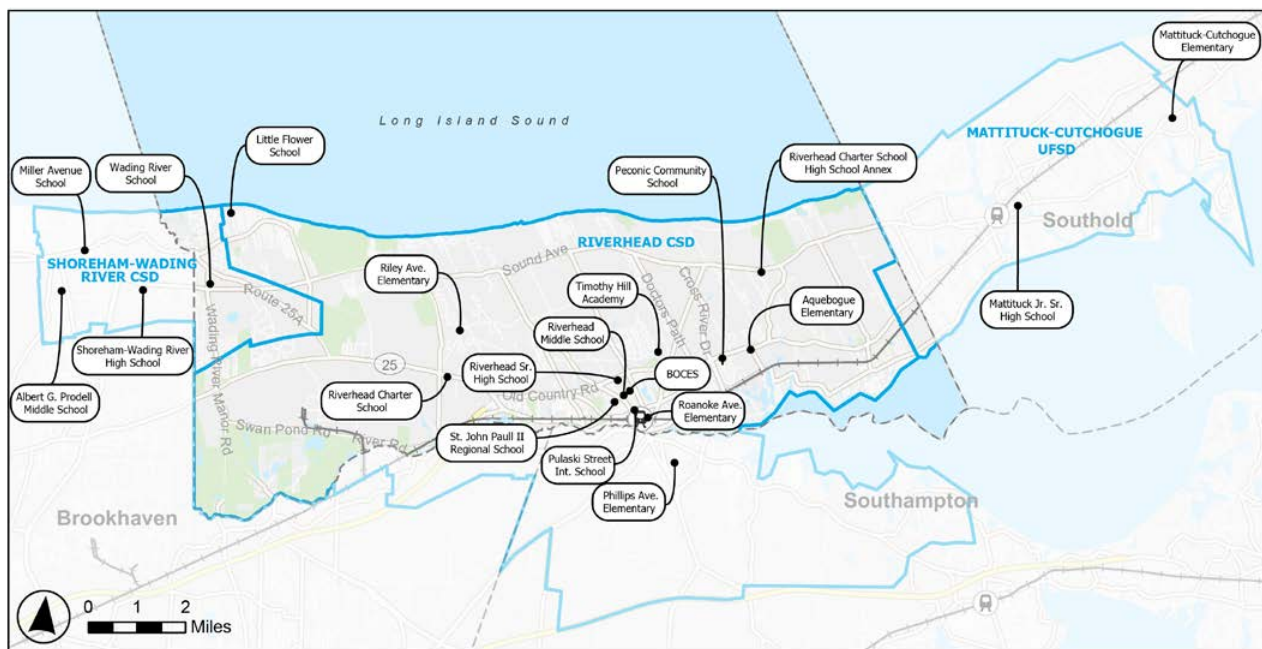 Mattituck-Cutchogue
Elementary
Long Island Sound
MATTITUCK-CUTCHOGUE
UFSD
Little Flower
School
Miller Avenue
School
Wading River
School
Peconic Community
School
Riverhead Charter School
High School Annex
Southold
RIVERHEAD CSD
SHOREHAM-WADING
RIVER CSD
Sound Ave
Riley Ave.
Elementary
Timothy Hill
Academy
Doctors Path
Cross River Dr
Aquebogue
Elementary
Mattituck Jr. Sr.
High School
Route 25A
Wading River Manor Rd
Riverhead
Middle School
Shoreham-Wading River
High School
25
Riverhead Sr.
High School
BOCES
Albert G. Prodell
Middle School
Riverhead Charter
School
Old Country Rd
Roanoke Ave.
Elementary
Swan Pond Rd
River Rd
St. John Paull II
Regional School
Pulaski Street
Int. School
Phillips Ave.
Elementary
Southampton
Brookhaven
0 1 2
Miles